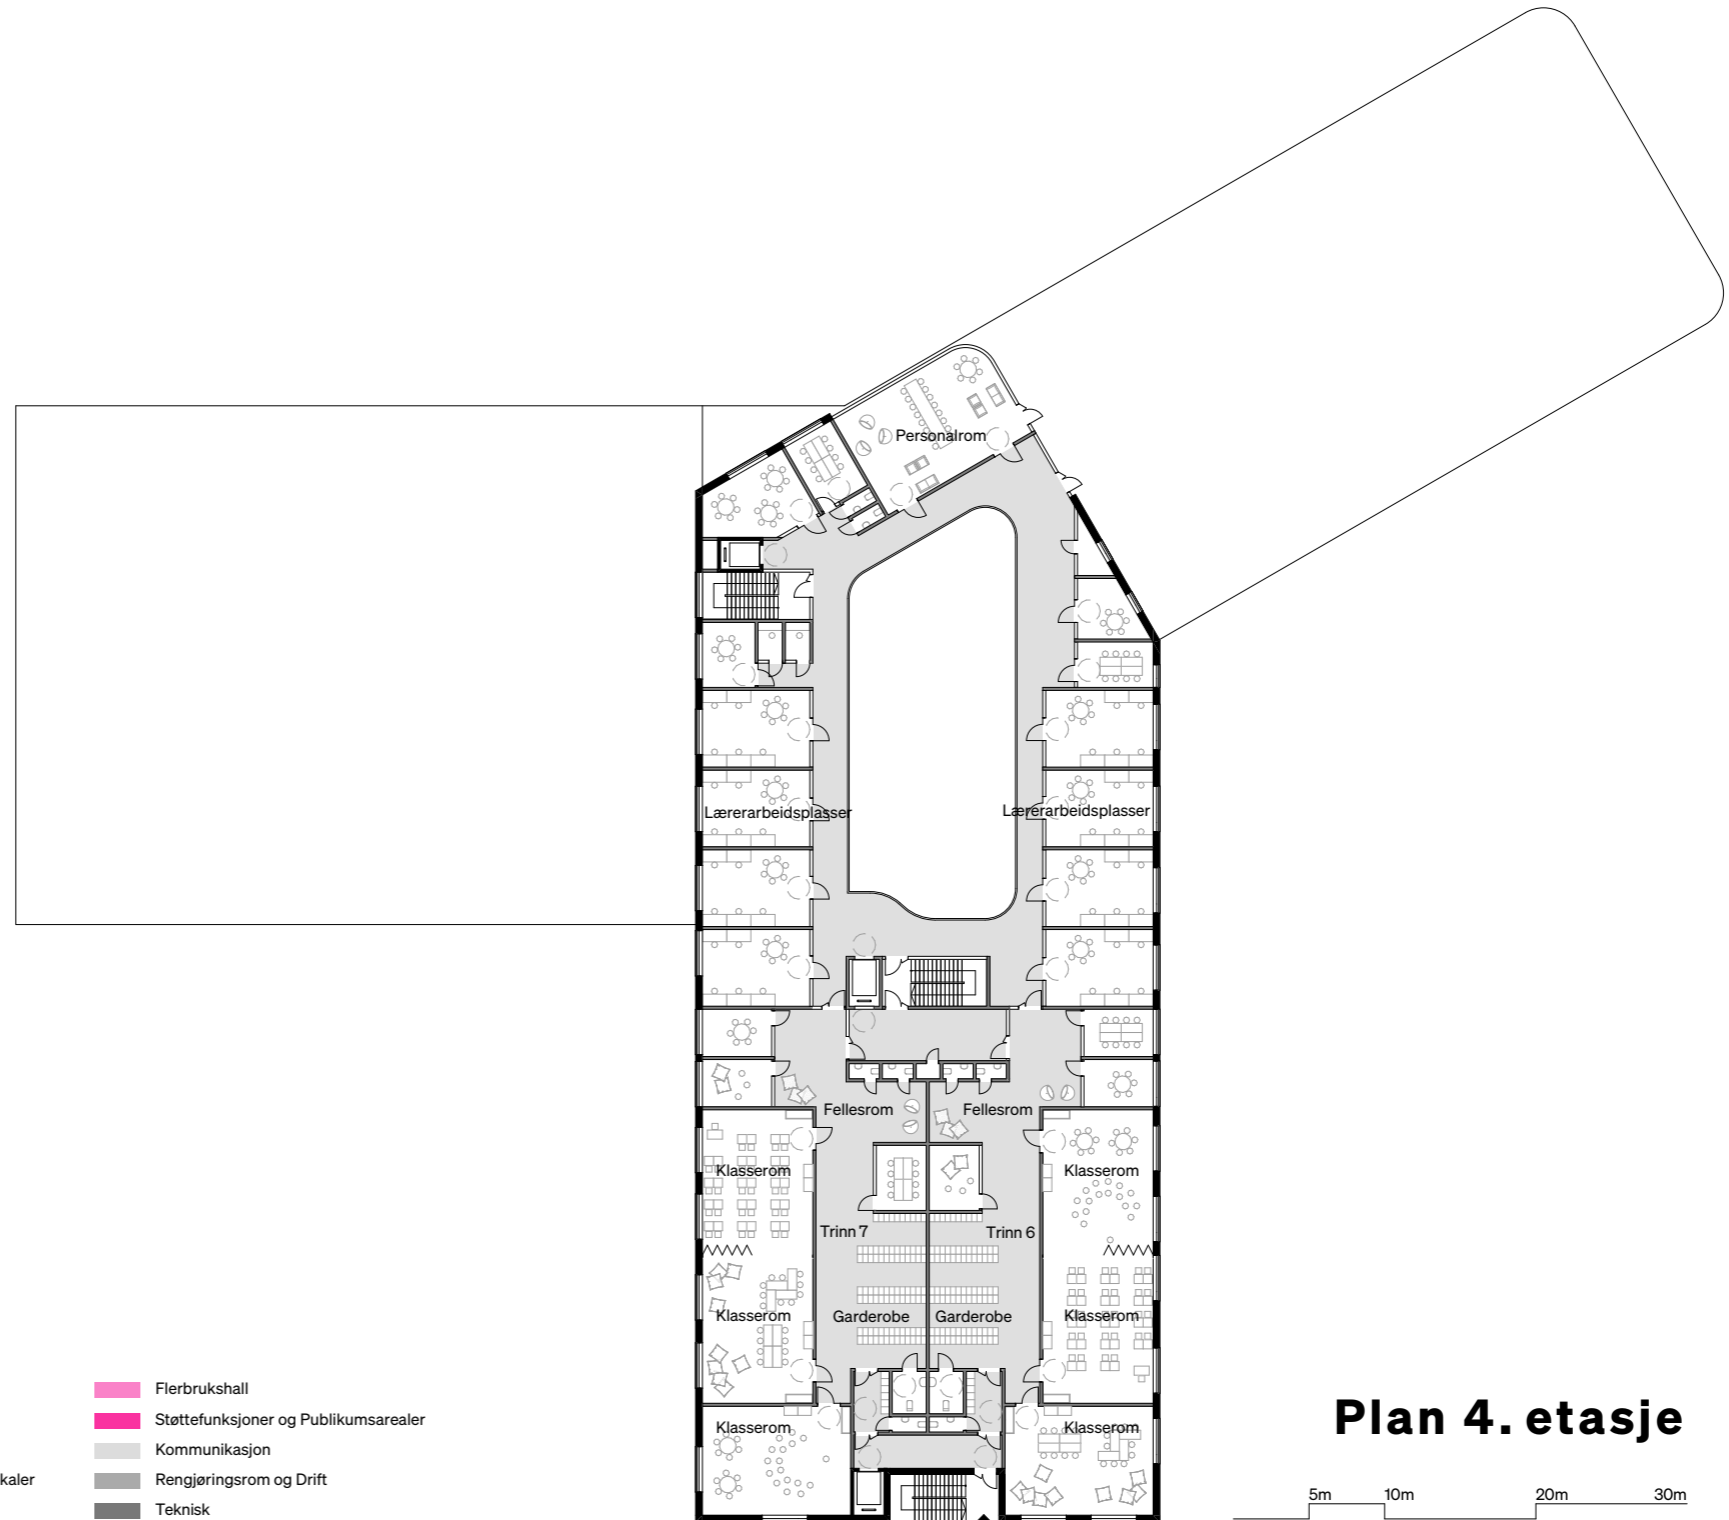 Personalrom
Lærerarbeidsplasser
Lærerarbeidsplasser
Fellesrom
Fellesrom
Klasserom
Klasserom
Trinn 7
Trinn 6
Klasserom
Garderobe
Garderobe
Klasserom
Klasserom
Klasserom
Flerbrukshall
Støttefunksjoner og Publikumsarealer
Kommunikasjon
kaler
Rengjøringsrom og Drift
Teknisk
Plan 4. etasje
5m 10m 20m 30m